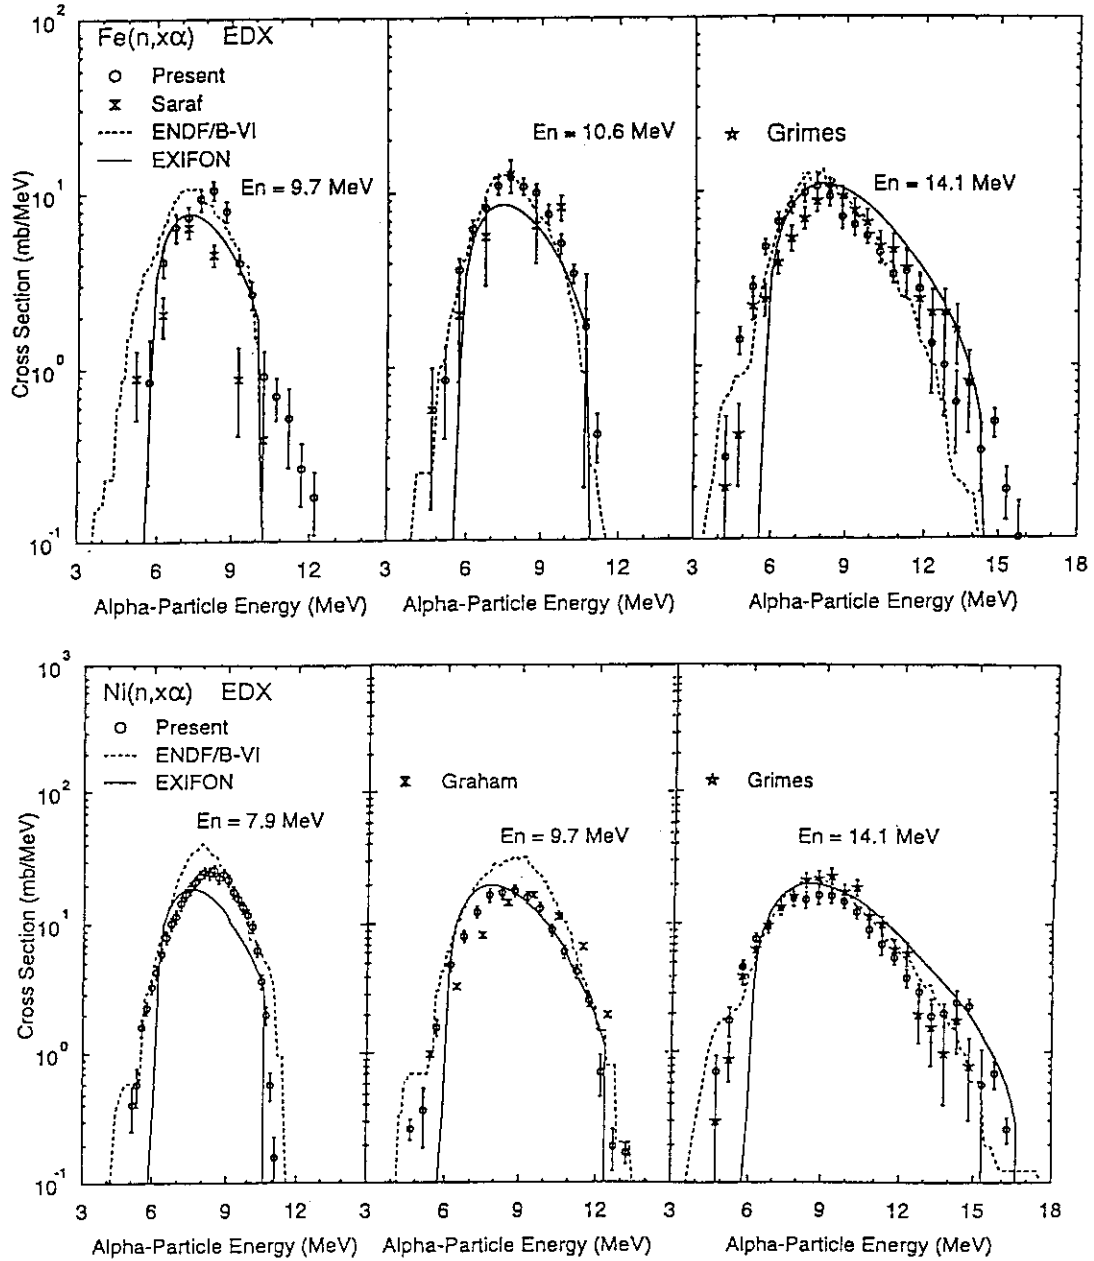 10²
Fe(n,xα) EDX
Present
Saraf
ENDF/B-VI
EXIFON
En = 9.7 MeV
En = 10.6 MeV
Grimes
En = 14.1 MeV
10¹
10⁰
10⁻¹
Cross Section (mb/MeV)
3 6 9 12 3 6 9 12 3 6 9 12 15 18
Alpha-Particle Energy (MeV) Alpha-Particle Energy (MeV) Alpha-Particle Energy (MeV)
10³
Ni(n,xα) EDX
Present
ENDF/B-VI
EXIFON
En = 7.9 MeV
Graham
En = 9.7 MeV
Grimes
En = 14.1 MeV
10²
10¹
10⁰
10⁻¹
Cross Section (mb/MeV)
3 6 9 12 3 6 9 12 3 6 9 12 15 18
Alpha-Particle Energy (MeV) Alpha-Particle Energy (MeV) Alpha-Particle Energy (MeV)